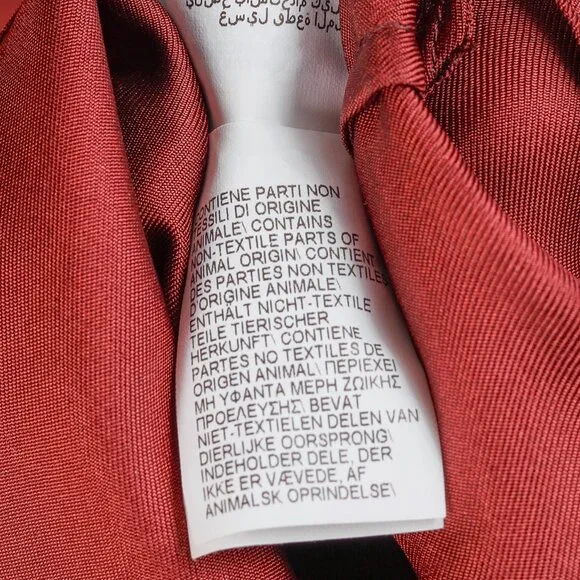 CONTIENE PARTI NON
TESSILI DI ORIGINE
ANIMALE\ CONTAINS
NON-TEXTILE PARTS OF
ANIMAL ORIGIN\ CONTIENT
DES PARTIES NON TEXTILES
D'ORIGINE ANIMALE\
ENTHÄLT NICHT-TEXTILE
TEILE TIERISCHER
HERKUNFT\ CONTIENE
PARTES NO TEXTILES DE
ORIGEN ANIMAL\ ΠΕΡΙΕΧΕΙ
ΜΗ ΥΦΑΝΤΑ ΜΕΡΗ ΖΩΙΚΗΣ
ΠΡΟΕΛΕΥΣΗΣ\ BEVAT
NIET-TEXTIELEN DELEN VAN
DIERLIJKE OORSPRONG\
INDEHOLDER DELE, DER
IKKE ER VÆVEDE, AF
ANIMALSK OPRINDELSE\